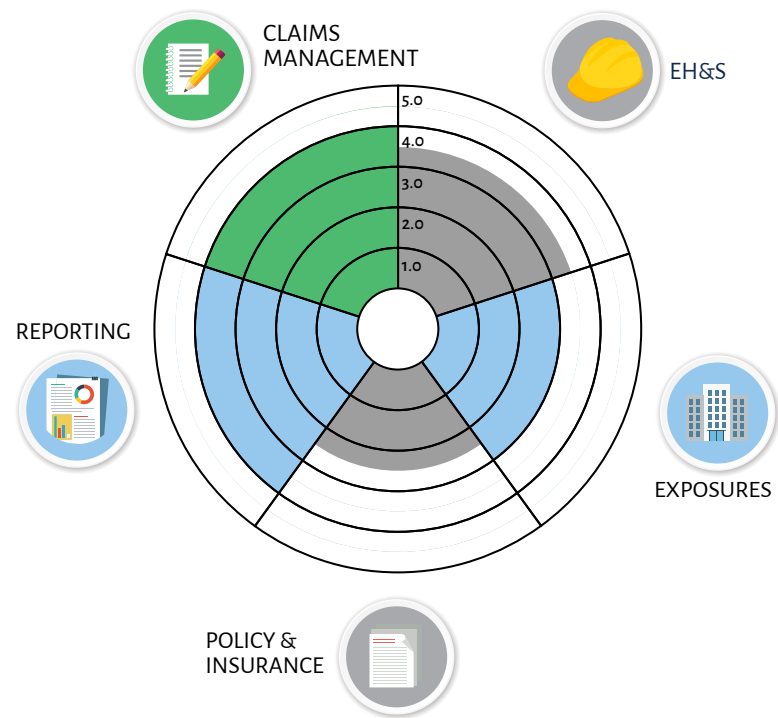 CLAIMS
MANAGEMENT
EH&S
5.0
4.0
3.0
2.0
1.0
REPORTING
EXPOSURES
POLICY &
INSURANCE